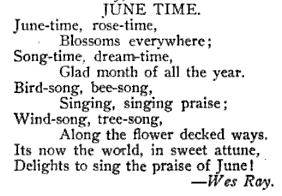 JUNE TIME.
June-time, rose-time,
Blossoms everywhere;
Song-time, dream-time,
Glad month of all the year.
Bird-song, bee-song,
Singing, singing praise;
Wind-song, tree-song,
Along the flower decked ways.
Its now the world, in sweet attune,
Delights to sing the praise of June!
—Wes Ray.